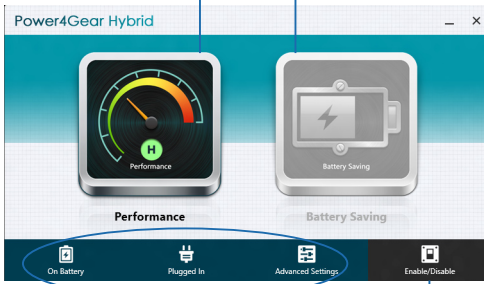 Power4Gear Hybrid
H
Performance
Battery Saving
Performance
Battery Saving
On Battery
Plugged In
Advanced Settings
Enable/Disable